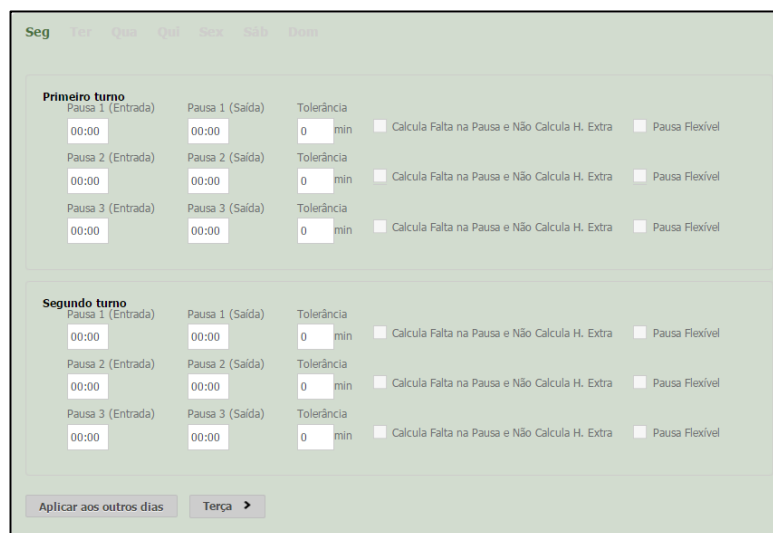 Seg Ter Qua Qui Sex Sáb Dom
Primeiro turno
Pausa 1 (Entrada) Pausa 1 (Saída) Tolerância
00:00 00:00 0 min Calcula Falta na Pausa e Não Calcula H. Extra Pausa Flexível
Pausa 2 (Entrada) Pausa 2 (Saída) Tolerância
00:00 00:00 0 min Calcula Falta na Pausa e Não Calcula H. Extra Pausa Flexível
Pausa 3 (Entrada) Pausa 3 (Saída) Tolerância
00:00 00:00 0 min Calcula Falta na Pausa e Não Calcula H. Extra Pausa Flexível
Segundo turno
Pausa 1 (Entrada) Pausa 1 (Saída) Tolerância
00:00 00:00 0 min Calcula Falta na Pausa e Não Calcula H. Extra Pausa Flexível
Pausa 2 (Entrada) Pausa 2 (Saída) Tolerância
00:00 00:00 0 min Calcula Falta na Pausa e Não Calcula H. Extra Pausa Flexível
Pausa 3 (Entrada) Pausa 3 (Saída) Tolerância
00:00 00:00 0 min Calcula Falta na Pausa e Não Calcula H. Extra Pausa Flexível
Aplicar aos outros dias Terça >